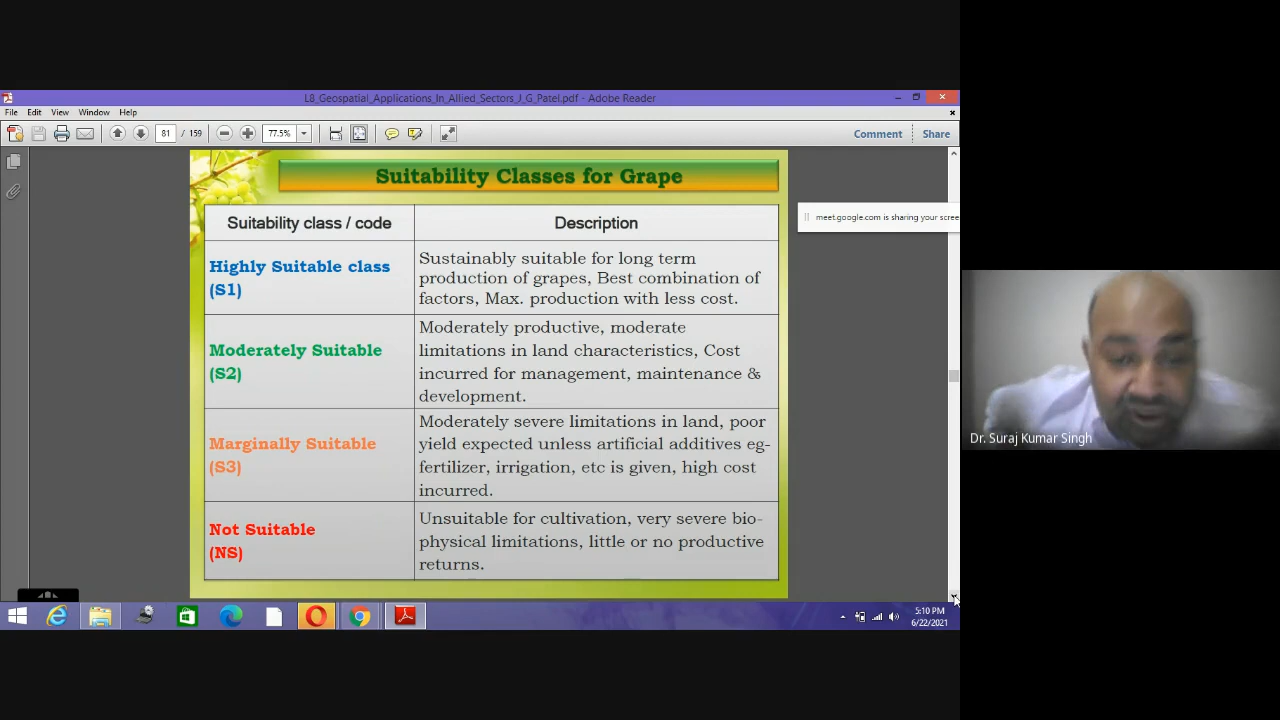 L8_Geospatial_Applications_In_Allied_Sectors_J_G_Patel.pdf - Adobe Reader
File Edit View Window Help
81 / 159 77.5% Comment Share
Suitability Classes for Grape
Suitability class / code
Description
Highly Suitable class
(S1)
Sustainably suitable for long term
production of grapes, Best combination of
factors, Max. production with less cost.
Moderately Suitable
(S2)
Moderately productive, moderate
limitations in land characteristics, Cost
incurred for management, maintenance &
development.
Marginally Suitable
(S3)
Moderately severe limitations in land, poor
yield expected unless artificial additives eg-
fertilizer, irrigation, etc is given, high cost
incurred.
Not Suitable
(NS)
Unsuitable for cultivation, very severe bio-
physical limitations, little or no productive
returns.
meet.google.com is sharing your scree
Dr. Suraj Kumar Singh
5:10 PM
6/22/2021